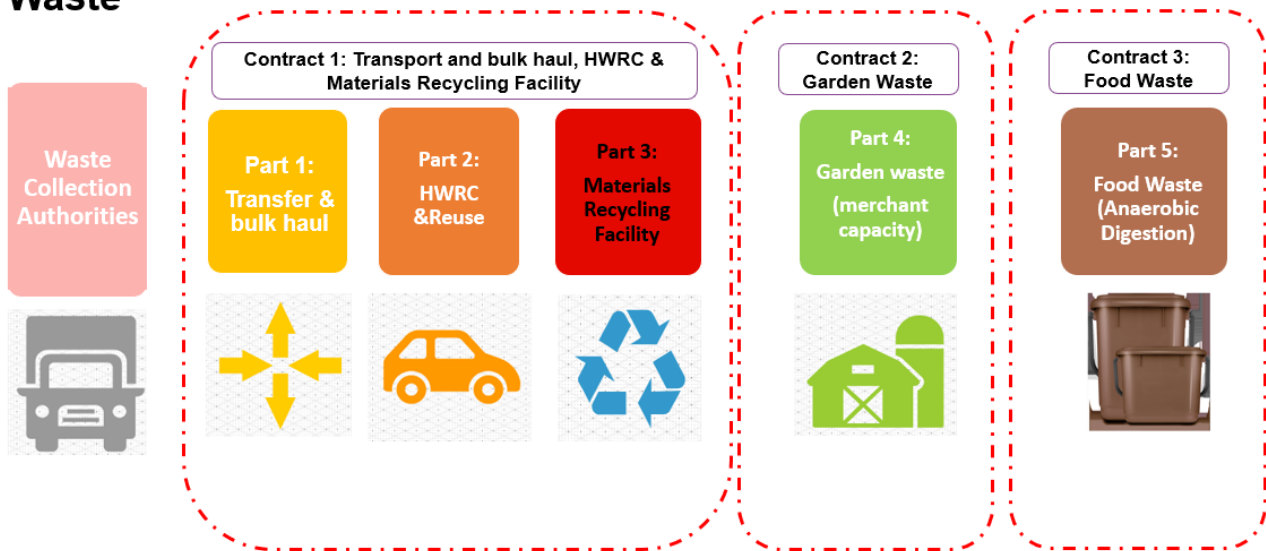 Waste
Contract 1: Transport and bulk haul, HWRC &
Materials Recycling Facility
Contract 2:
Garden Waste
Contract 3:
Food Waste
Waste
Collection
Authorities
Part 1:
Transfer &
bulk haul
Part 2:
HWRC
&Reuse
Part 3:
Materials
Recycling
Facility
Part 4:
Garden waste
(merchant
capacity)
Part 5:
Food Waste
(Anaerobic
Digestion)